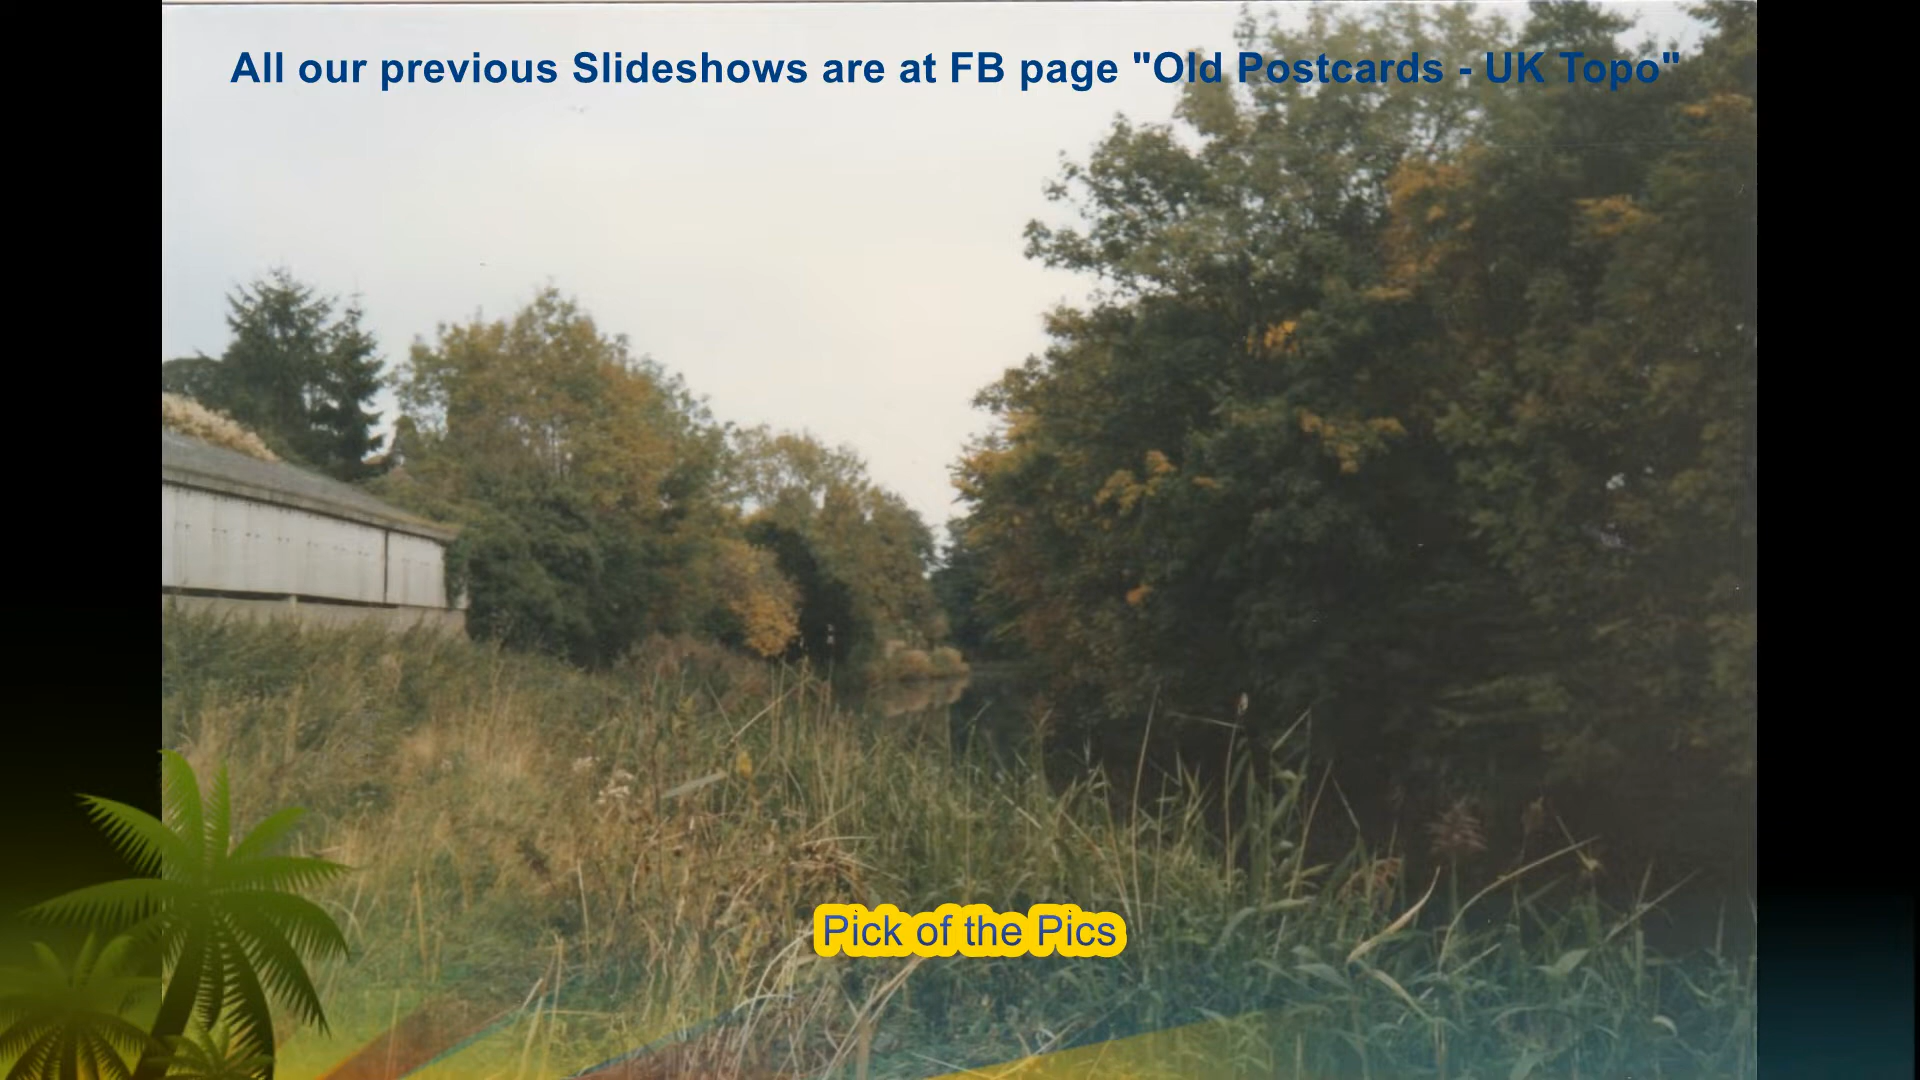 All our previous Slideshows are at FB page "Old Postcards - UK Topo"
Pick of the Pics